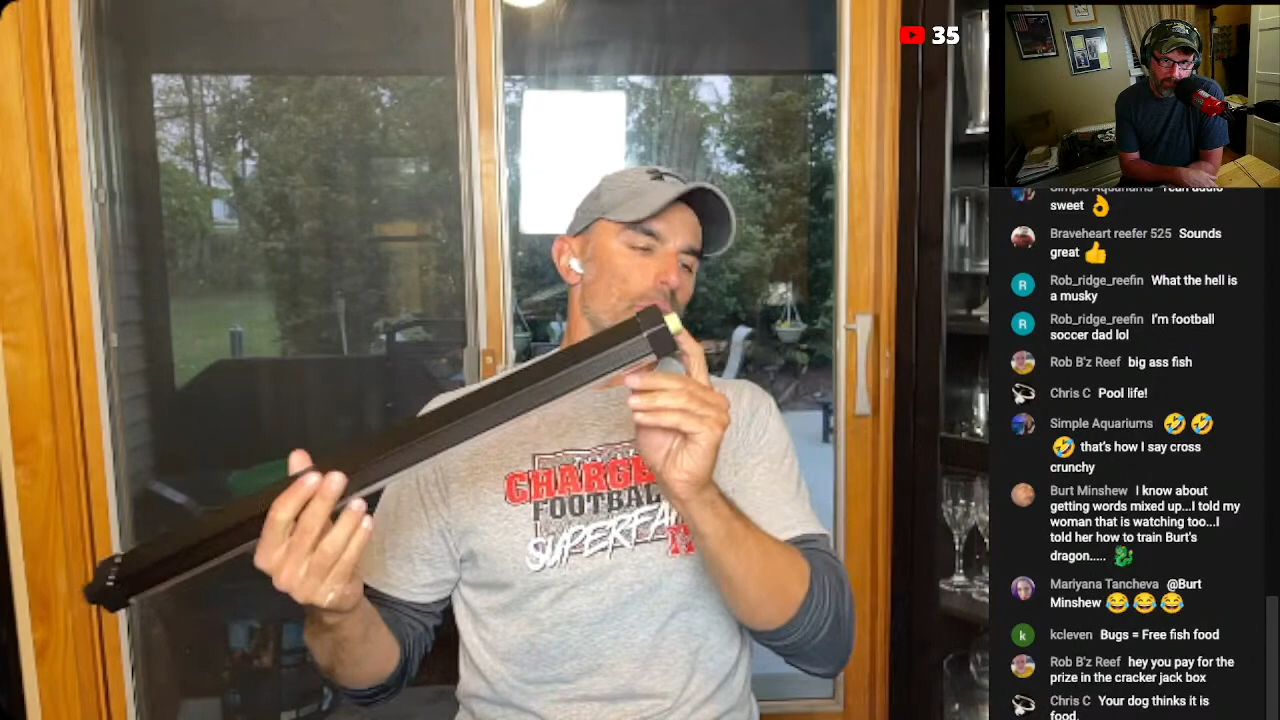 35
sweet 👌
Braveheart reefer 525 Sounds
great 👍
R Rob_ridge_reefin What the hell is
a musky
R Rob_ridge_reefin I'm football
soccer dad lol
Rob B'z Reef big ass fish
Chris C Pool life!
Simple Aquariums 🤣 🤣
🤣 that's how I say cross
crunchy
Burt Minshew I know about
getting words mixed up...I told my
woman that is watching too...I
told her how to train Burt's
dragon..... 🐉
Mariyana Tancheva @Burt
Minshew 😂 😂 😂
k kcleven Bugs = Free fish food
Rob B'z Reef hey you pay for the
prize in the cracker jack box
Chris C Your dog thinks it is
food.
FOOTBAL